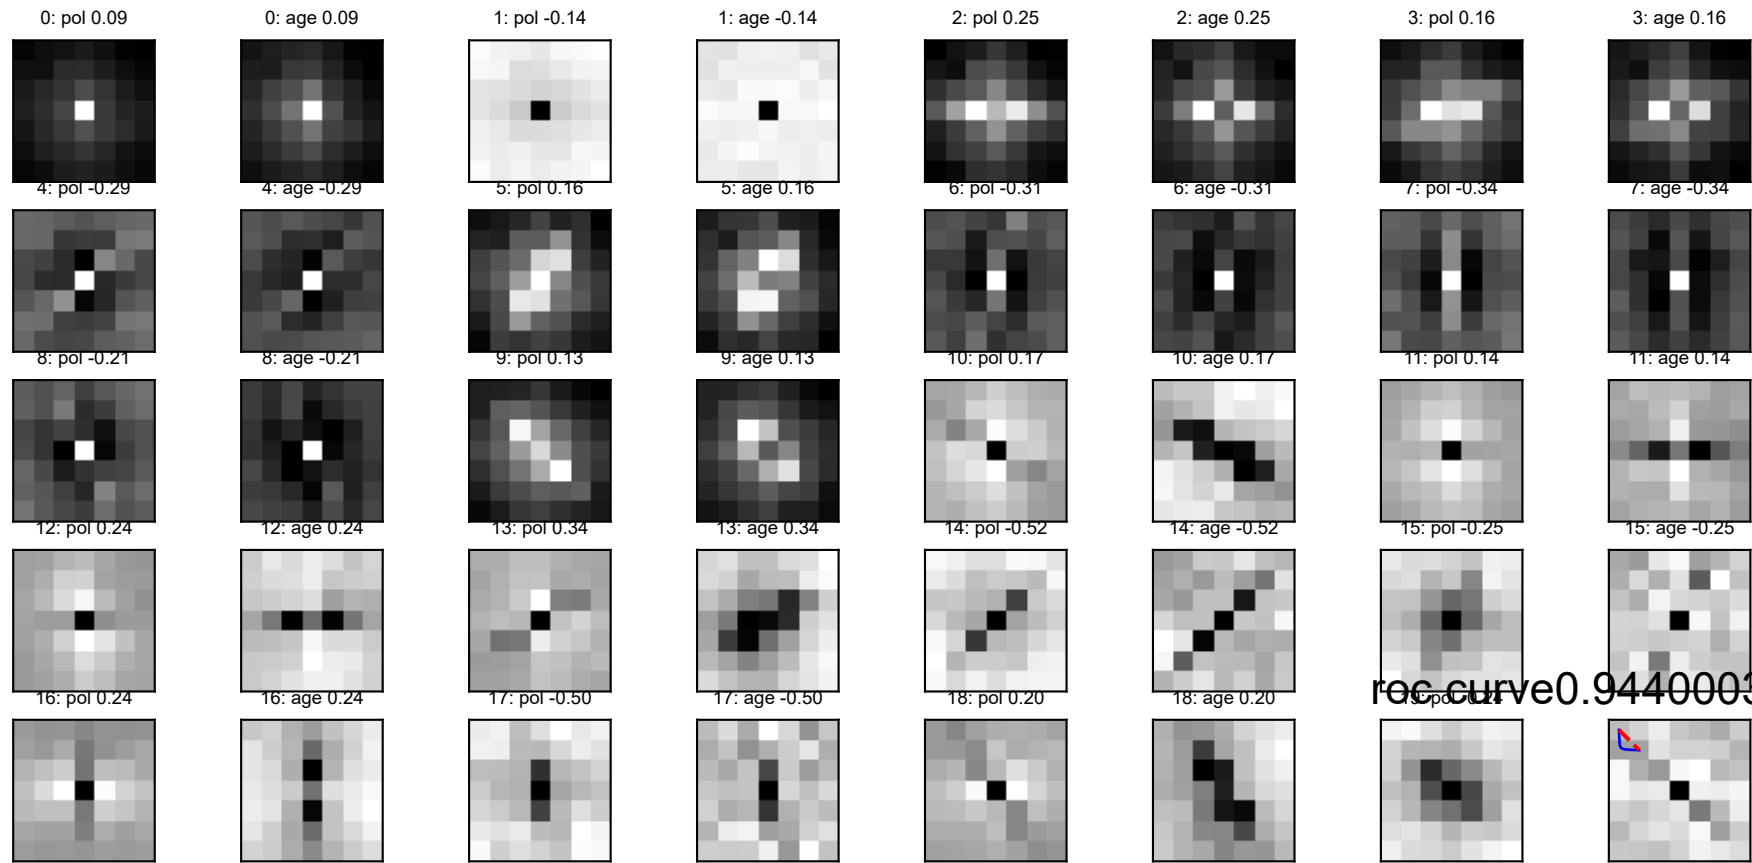 0: pol 0.09 0: age 0.09 1: pol -0.14 1: age -0.14 2: pol 0.25 2: age 0.25 3: pol 0.16 3: age 0.16
4: pol -0.29 4: age -0.29 5: pol 0.16 5: age 0.16 6: pol -0.31 6: age -0.31 7: pol -0.34 7: age -0.34
8: pol -0.21 8: age -0.21 9: pol 0.13 9: age 0.13 10: pol 0.17 10: age 0.17 11: pol 0.14 11: age 0.14
12: pol 0.24 12: age 0.24 13: pol 0.34 13: age 0.34 14: pol -0.52 14: age -0.52 15: pol -0.25 15: age -0.25
roc curve0.9440003
16: pol 0.24 16: age 0.24 17: pol -0.50 17: age -0.50 18: pol 0.20 18: age 0.20